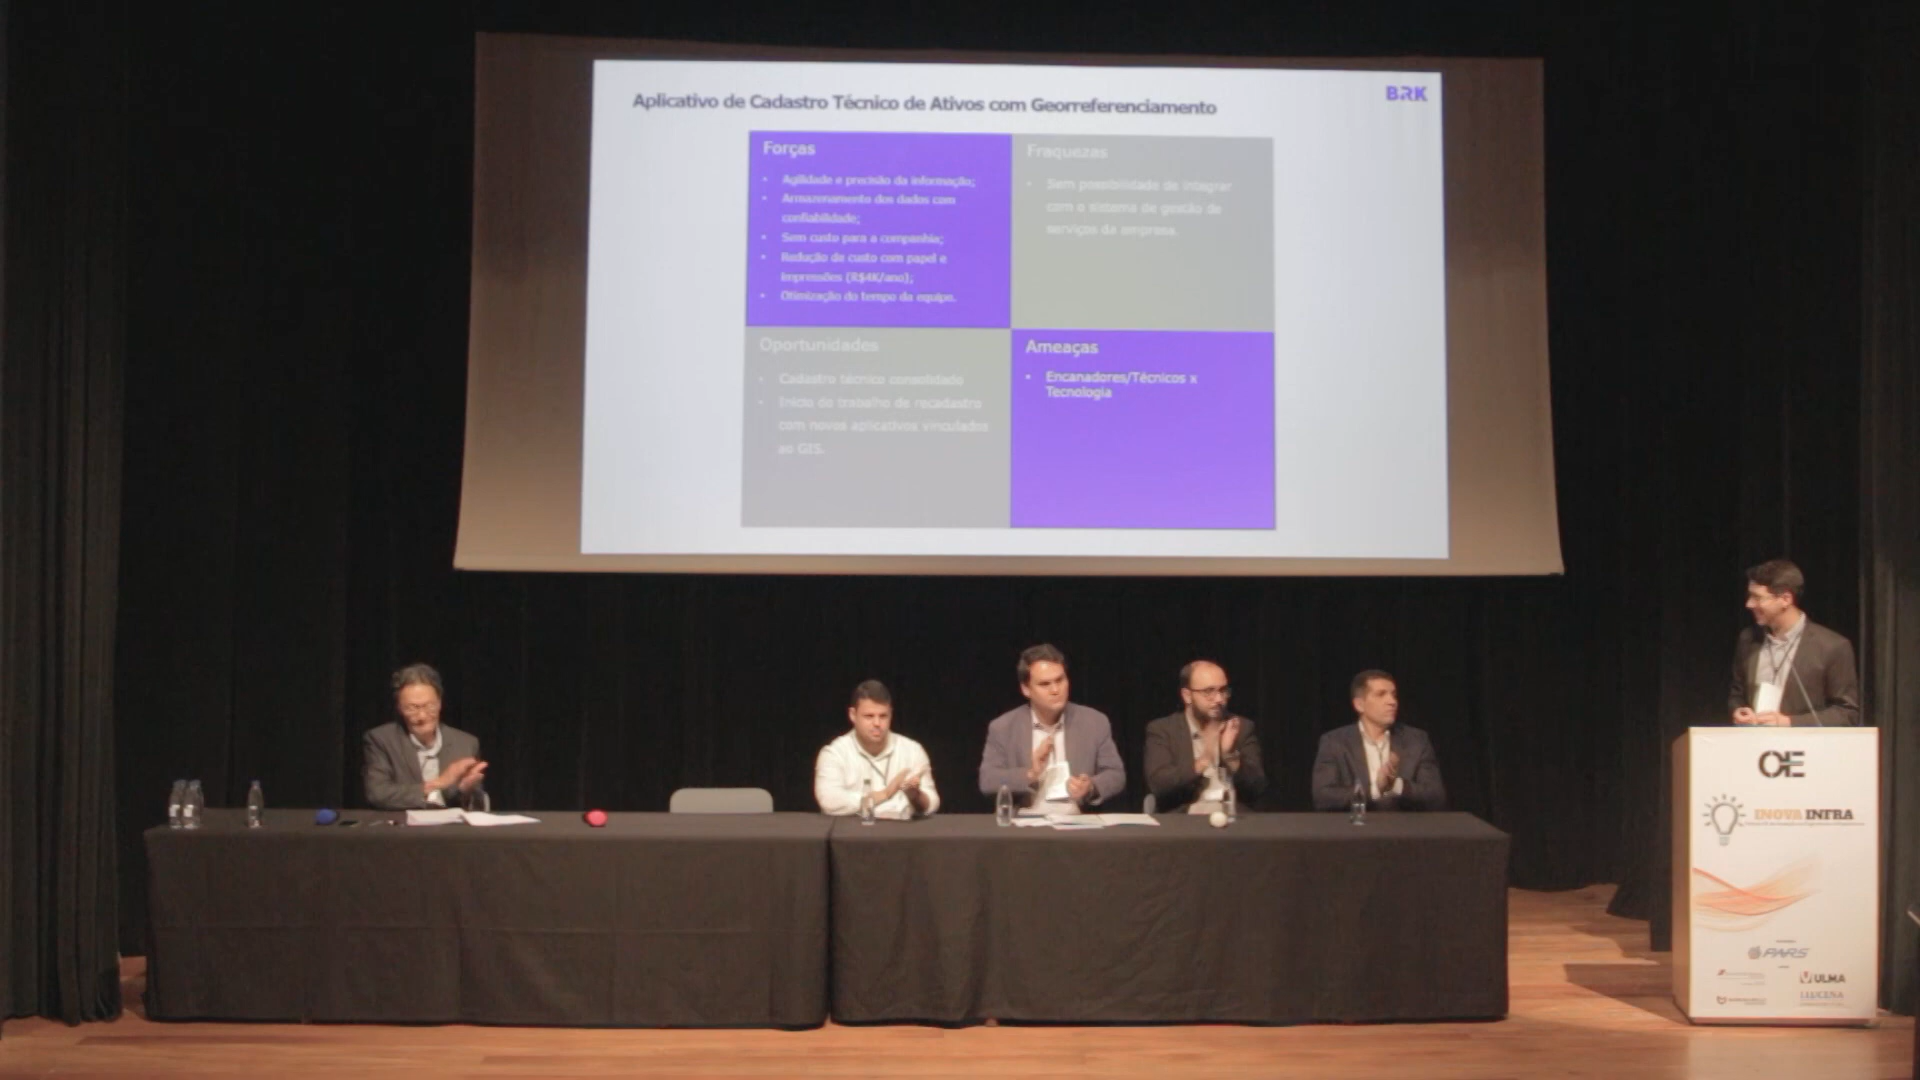 Aplicativo de Cadastro Técnico de Ativos com Georreferenciamento
BRK
Forças
• Agilidade e precisão da informação;
• Armazenamento dos dados com
confiabilidade;
• Sem custo para a companhia;
• Redução de custo com papel e
impressões (R$4K/ano);
• Otimização do tempo da equipe.
Fraquezas
• Sem possibilidade de integrar
com o sistema de gestão de
serviços da empresa.
Oportunidades
• Cadastro técnico consolidado
• Início do trabalho de recadastro
com novos aplicativos vinculados
ao GIS.
Ameaças
• Encanadores/Técnicos x
Tecnologia
OE
INOVA INFRA
PARS
ULMA